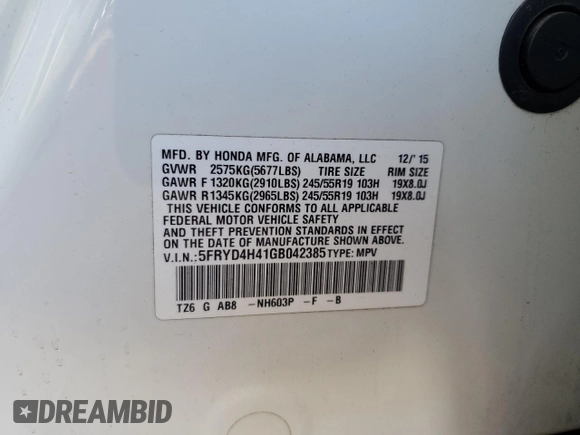 MFD. BY HONDA MFG. OF ALABAMA, LLC 12/'15
GVWR 2575KG(5677LBS) TIRE SIZE RIM SIZE
GAWR F 1320KG(2910LBS) 245/55R19 103H 19X8.0J
GAWR R 1345KG(2965LBS) 245/55R19 103H 19X8.0J
THIS VEHICLE CONFORMS TO ALL APPLICABLE
FEDERAL MOTOR VEHICLE SAFETY
AND THEFT PREVENTION STANDARDS IN EFFECT
ON THE DATE OF MANUFACTURE SHOWN ABOVE.
V.I.N.:5FRYD4H41GB042385 TYPE: MPV
TZ6 G AB8 -NH603P -F -B
DREAMBID